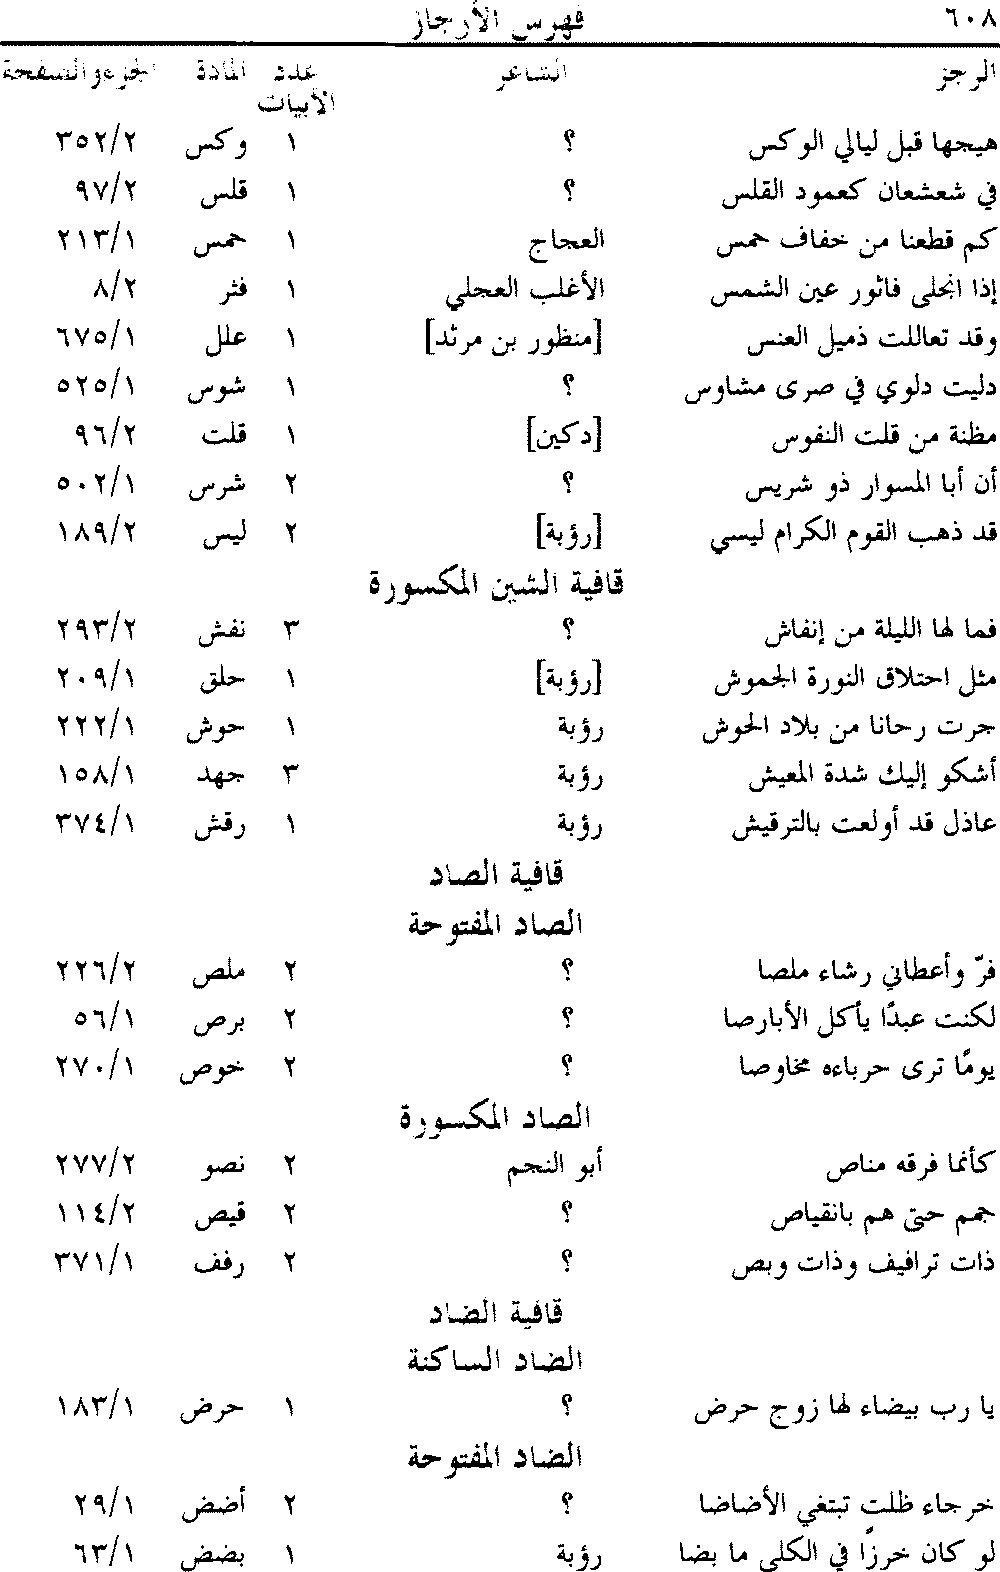 ٦٠٨ فهرس الأرجاز
الرجز الشاعر عدد الأبيات المادة الجزء والصفحة
هيجها قبل ليالي الوكس ؟ ١ وكس ٣٥٢/٢
في شعشعان كعمود القلس ؟ ١ قلس ٩٧/٢
كم قطعنا من خفاف حمس العجاج ١ حمس ٢١٣/١
إذا انجلى فاثور عين الشمس الأغلب العجلي ١ فثر ٨/٢
وقد تعاللت ذميل العنس [منظور بن مرثد] ١ علل ٦٧٥/١
دليت دلوي في صرى مشاوس ؟ ١ شوس ٥٢٥/١
مظنة من قلت النفوس [دكين] ١ قلت ٩٦/٢
أن أبا المسوار ذو شريس ؟ ٢ شرس ٥٠٢/١
قد ذهب القوم الكرام ليسي [رؤبة] ٢ ليس ١٨٩/٢
قافية الشين المكسورة
فما لها الليلة من إنفاش ؟ ٣ نفش ٢٩٣/٢
مثل احتلاق النورة الجموش [رؤبة] ١ حلق ٢٠٩/١
جرت رحانا من بلاد الحوش رؤبة ١ حوش ٢٢٢/١
أشكو إليك شدة المعيش رؤبة ٣ جهد ١٥٨/١
عاذل قد أولعت بالترقيش رؤبة ١ رقش ٣٧٤/١
قافية الصاد
الصاد المفتوحة
فرّ وأعطاني رشاء ملصا ؟ ٢ ملص ٢٢٦/٢
لكنت عبدًا يأكل الأبارصا ؟ ٢ برص ٥٦/١
يومًا ترى حرباءه مخاوصا ؟ ٢ خوص ٢٧٠/١
الصاد المكسورة
كأنما فرقه مناص أبو النجم ٢ نصو ٢٧٧/٢
جمم حتى هم بانقياص ؟ ٢ قيص ١١٤/٢
ذات ترافيف وذات وبص ؟ ٢ رفف ٣٧١/١
قافية الضاد
الضاد الساكنة
يا رب بيضاء لها زوج حرض ؟ ١ حرض ١٨٣/١
الضاد المفتوحة
خرجاء ظلت تبتغي الأضاضا ؟ ٢ أضض ٢٩/١
لو كان خرزًا في الكلى ما بضا رؤبة ١ بضض ٦٣/١